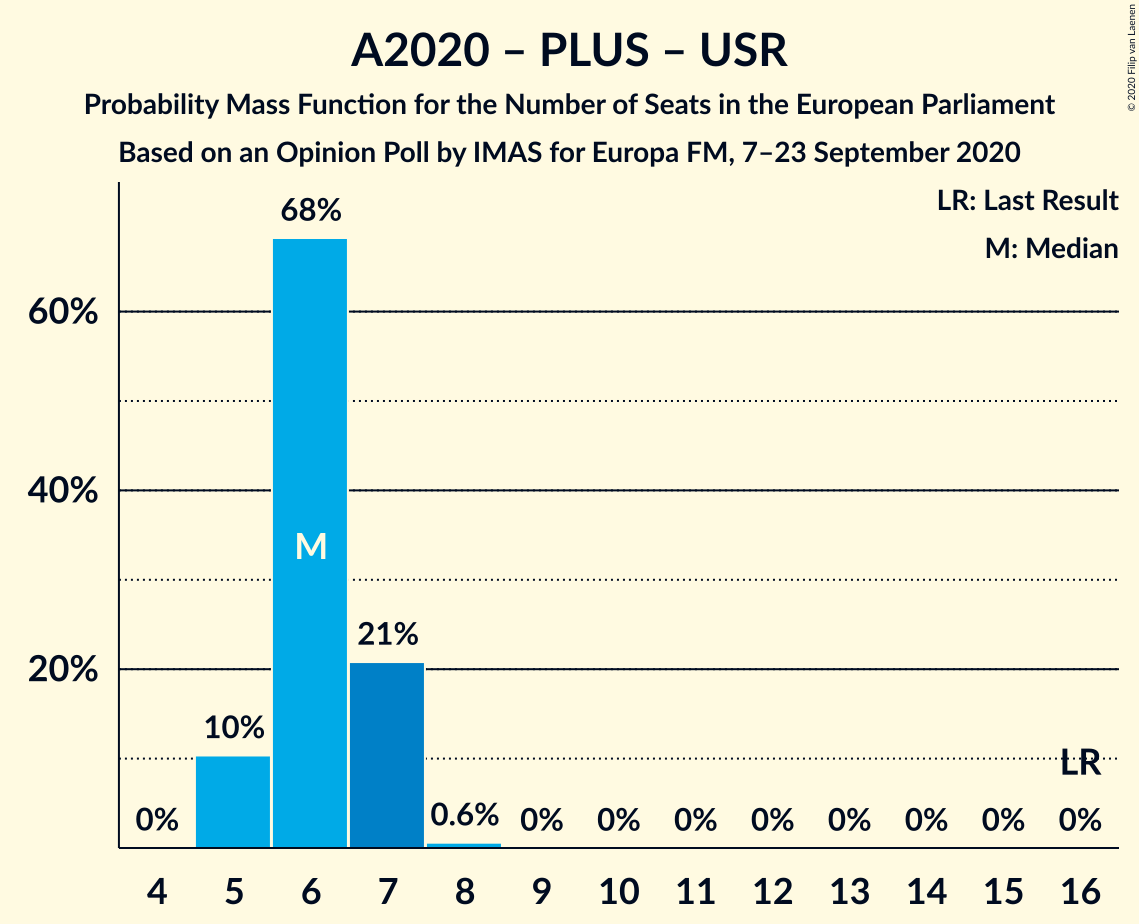 A2020 – PLUS – USR
Probability Mass Function for the Number of Seats in the European Parliament
Based on an Opinion Poll by IMAS for Europa FM, 7–23 September 2020
© 2020 Filip van Laenen
LR: Last Result
M: Median
68%
60%
40%
M
21%
20%
10%
LR
0%
0.6%
0% 0% 0% 0% 0% 0% 0% 0%
4 5 6 7 8 9 10 11 12 13 14 15 16